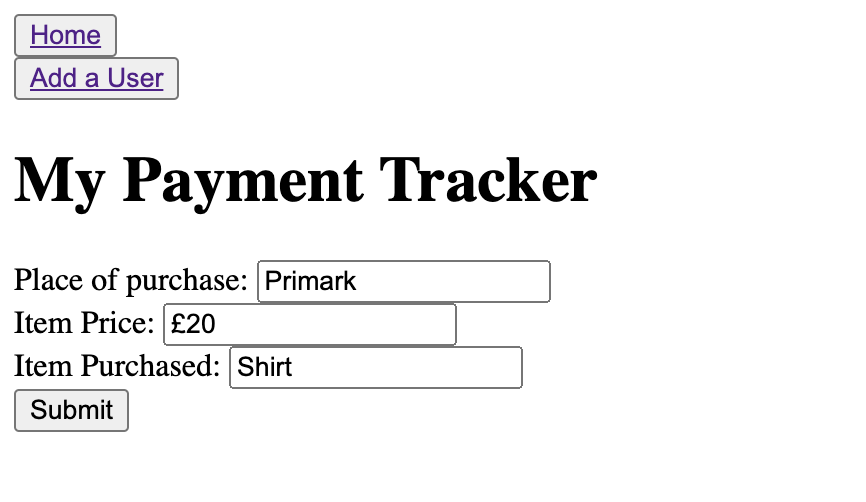 Home
Add a User
My Payment Tracker
Place of purchase: Primark
Item Price: £20
Item Purchased: Shirt
Submit